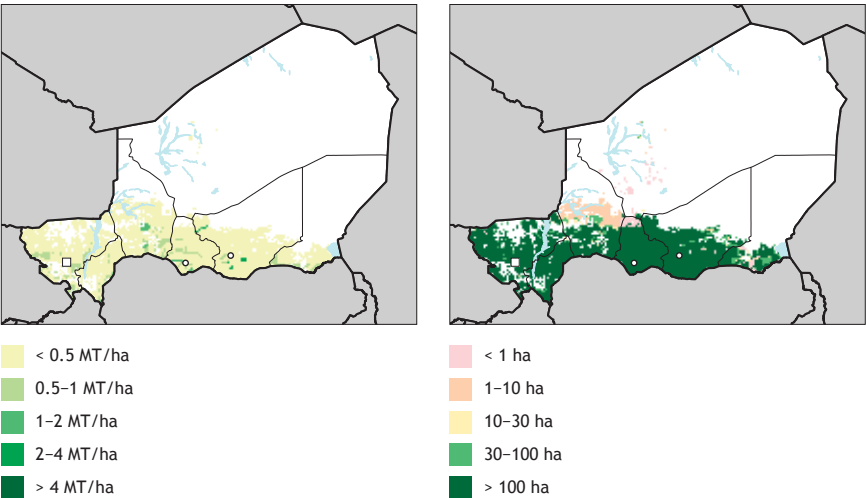 < 0.5 MT/ha
0.5–1 MT/ha
1–2 MT/ha
2–4 MT/ha
> 4 MT/ha
< 1 ha
1–10 ha
10–30 ha
30–100 ha
> 100 ha